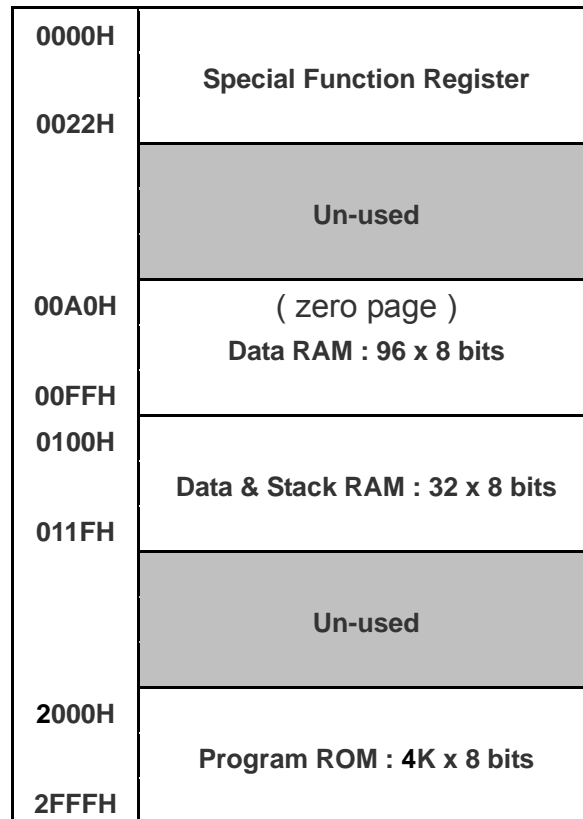 0000H
Special Function Register
0022H
Un-used
00A0H
( zero page )
Data RAM : 96 x 8 bits
00FFH
0100H
Data & Stack RAM : 32 x 8 bits
011FH
Un-used
2000H
Program ROM : 4K x 8 bits
2FFFH